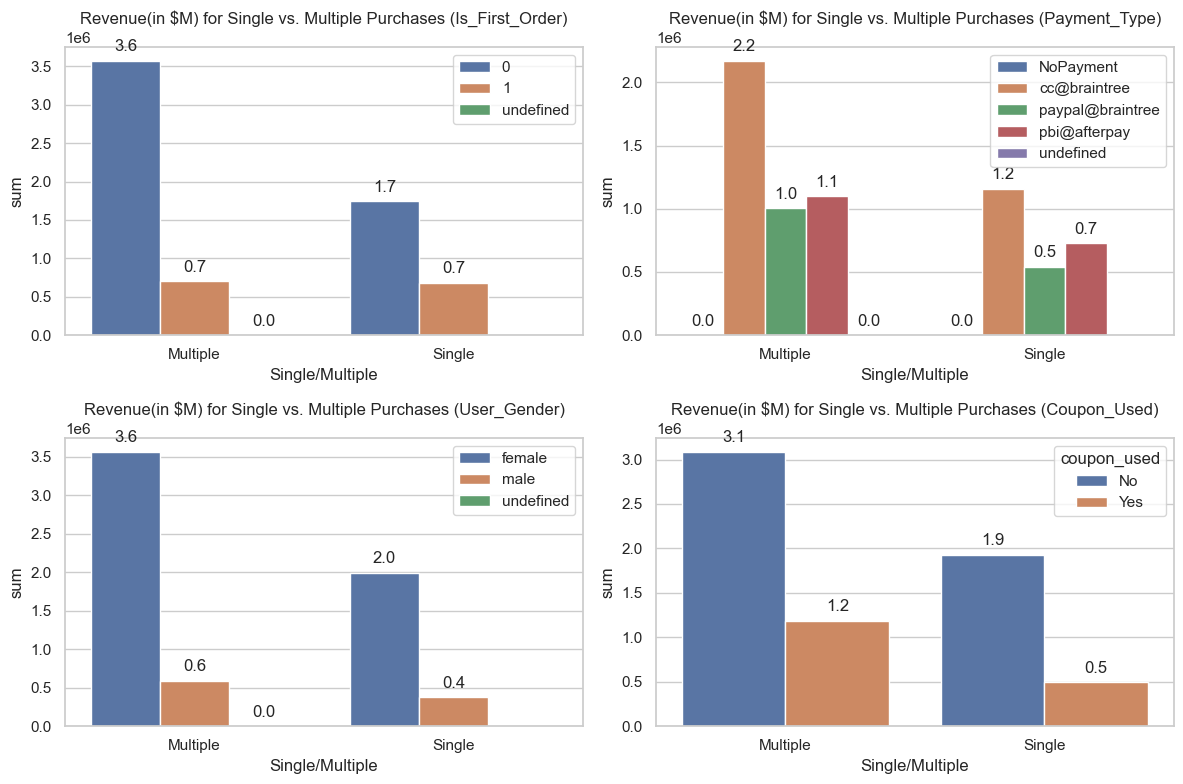 Revenue(in $M) for Single vs. Multiple Purchases (Is_First_Order)
1e6
3.6
3.5
3.0
2.5
2.0
1.5
1.0
0.5
0.0
sum
0.7
0.0
1.7
0.7
0
1
undefined
Multiple
Single
Single/Multiple
Revenue(in $M) for Single vs. Multiple Purchases (Payment_Type)
1e6
2.2
2.0
1.5
1.0
0.5
0.0
sum
0.0
1.0
1.1
0.0
0.0
1.2
0.5
0.7
NoPayment
cc@braintree
paypal@braintree
pbi@afterpay
undefined
Multiple
Single
Single/Multiple
Revenue(in $M) for Single vs. Multiple Purchases (User_Gender)
1e6
3.6
3.5
3.0
2.5
2.0
1.5
1.0
0.5
0.0
sum
0.6
0.0
2.0
0.4
female
male
undefined
Multiple
Single
Single/Multiple
Revenue(in $M) for Single vs. Multiple Purchases (Coupon_Used)
1e6
3.1
3.0
2.5
2.0
1.5
1.0
0.5
0.0
sum
1.2
1.9
0.5
coupon_used
No
Yes
Multiple
Single
Single/Multiple